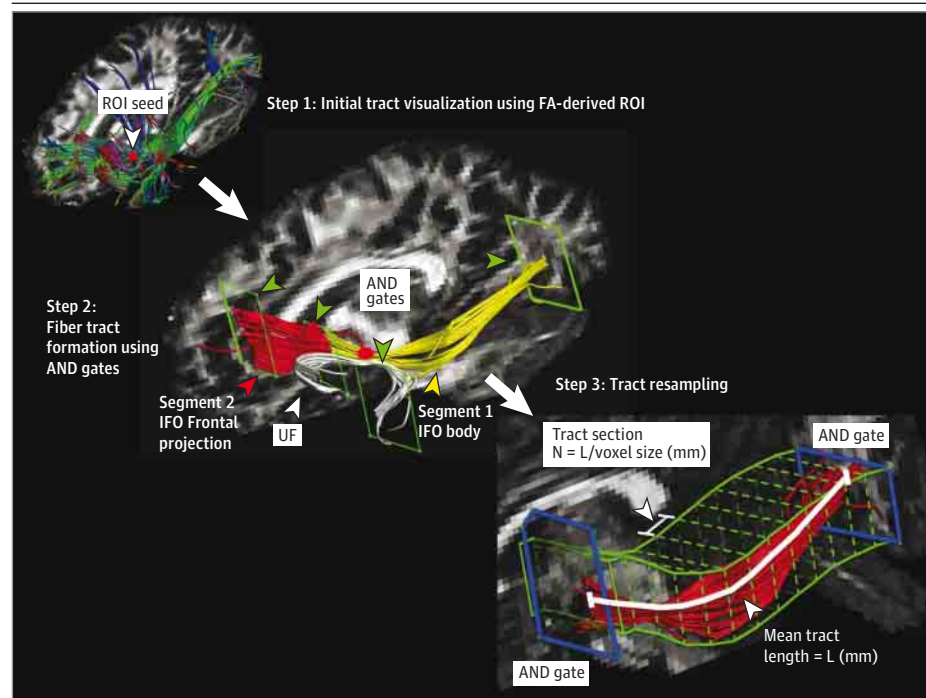 ROI seed
Step 1: Initial tract visualization using FA-derived ROI
AND
gates
Step 2:
Fiber tract
formation using
AND gates
Segment 2
IFO Frontal
projection
UF
Segment 1
IFO body
Step 3: Tract resampling
Tract section
N = L/voxel size (mm)
AND gate
Mean tract
length = L (mm)
AND gate